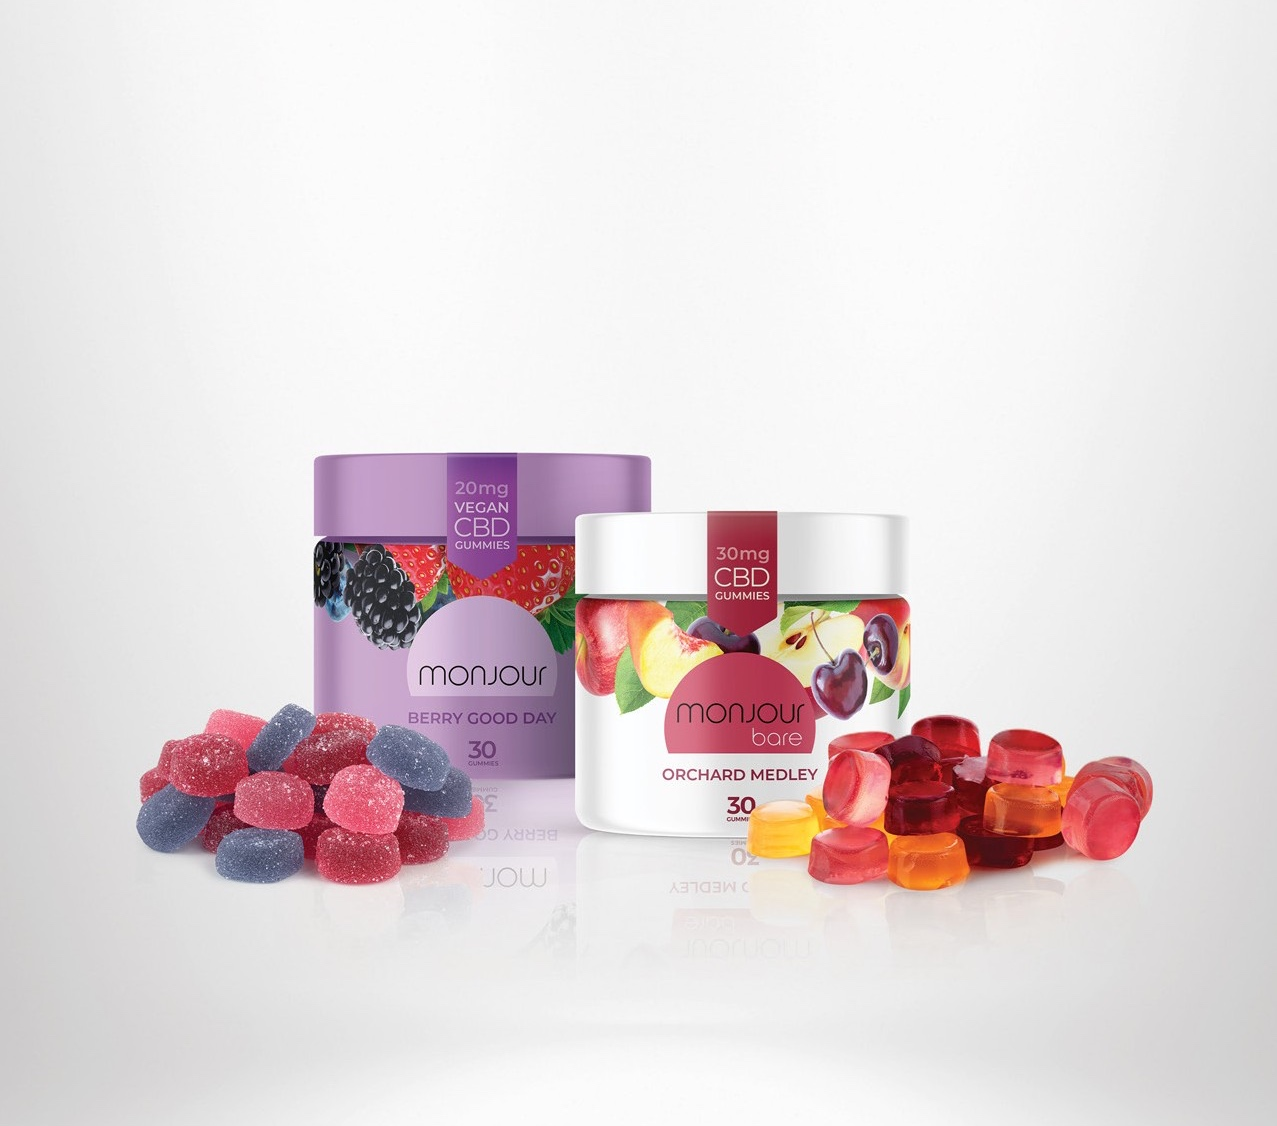 20mg
VEGAN
CBD
GUMMIES
monjour
BERRY GOOD DAY
30
GUMMIES
30mg
CBD
GUMMIES
monjour
bare
ORCHARD MEDLEY
30